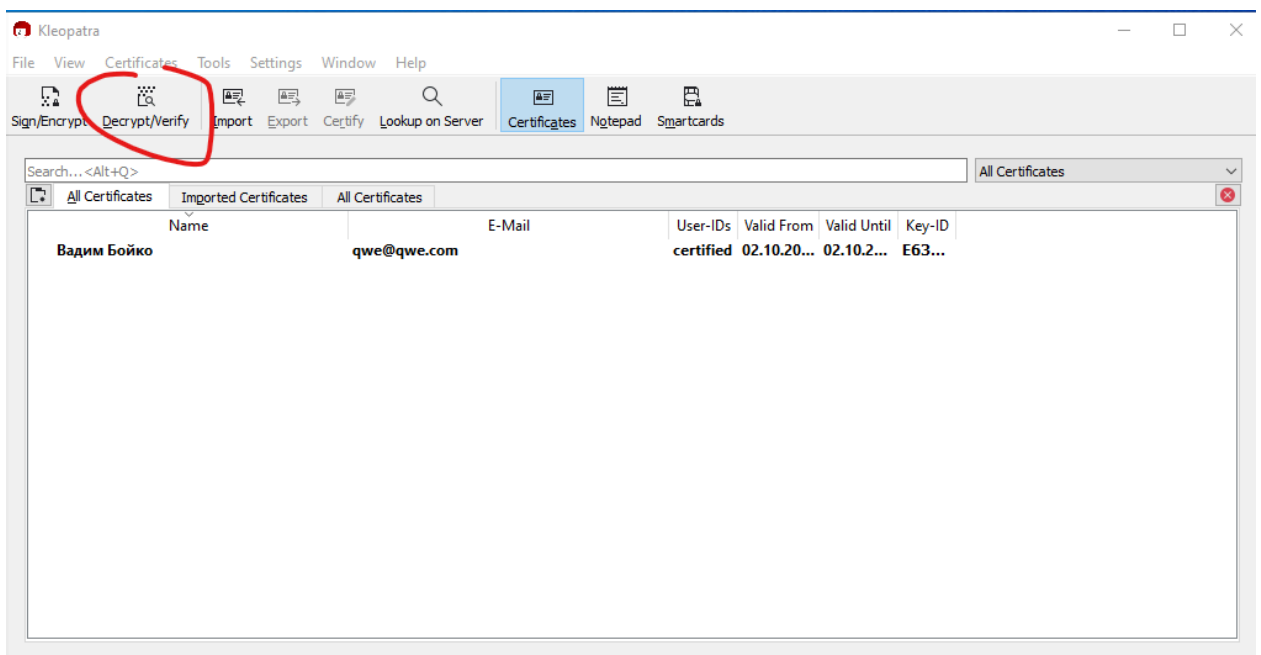 Kleopatra
File View Certificates Tools Settings Window Help
Sign/Encrypt Decrypt/Verify Import Export Certify Lookup on Server Certificates Notepad Smartcards
Search...<Alt+Q> All Certificates
All Certificates Imported Certificates All Certificates
Name E-Mail User-IDs Valid From Valid Until Key-ID
Вадим Бойко qwe@qwe.com certified 02.10.20... 02.10.2... E63...